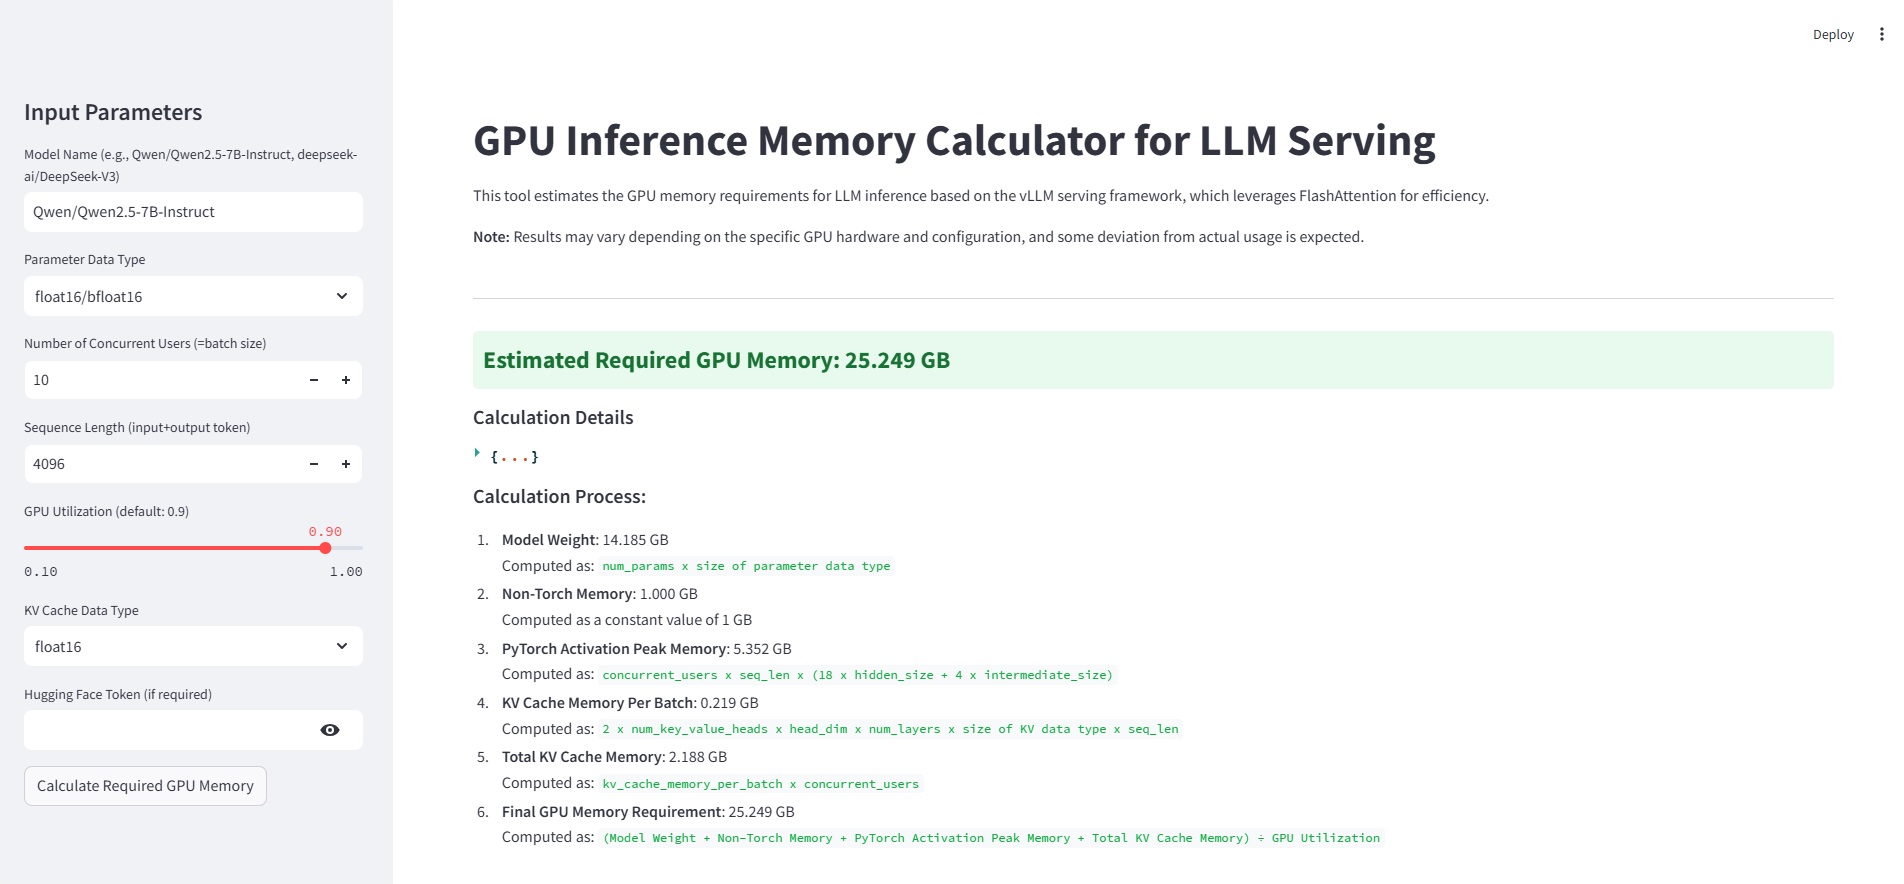 Deploy
Input Parameters
Model Name (e.g., Qwen/Qwen2.5-7B-Instruct, deepseek-
ai/DeepSeek-V3)
Qwen/Qwen2.5-7B-Instruct
Parameter Data Type
float16/bfloat16
Number of Concurrent Users (=batch size)
10
Sequence Length (input+output token)
4096
GPU Utilization (default: 0.9)
0.90
0.10 1.00
KV Cache Data Type
float16
Hugging Face Token (if required)
Calculate Required GPU Memory
GPU Inference Memory Calculator for LLM Serving
This tool estimates the GPU memory requirements for LLM inference based on the vLLM serving framework, which leverages FlashAttention for efficiency.
Note: Results may vary depending on the specific GPU hardware and configuration, and some deviation from actual usage is expected.
Estimated Required GPU Memory: 25.249 GB
Calculation Details
{...}
Calculation Process:
1. Model Weight: 14.185 GB
Computed as: num_params x size of parameter data type
2. Non-Torch Memory: 1.000 GB
Computed as a constant value of 1 GB
3. PyTorch Activation Peak Memory: 5.352 GB
Computed as: concurrent_users x seq_len x (18 x hidden_size + 4 x intermediate_size)
4. KV Cache Memory Per Batch: 0.219 GB
Computed as: 2 x num_key_value_heads x head_dim x num_layers x size of KV data type x seq_len
5. Total KV Cache Memory: 2.188 GB
Computed as: kv_cache_memory_per_batch x concurrent_users
6. Final GPU Memory Requirement: 25.249 GB
Computed as: (Model Weight + Non-Torch Memory + PyTorch Activation Peak Memory + Total KV Cache Memory) ÷ GPU Utilization